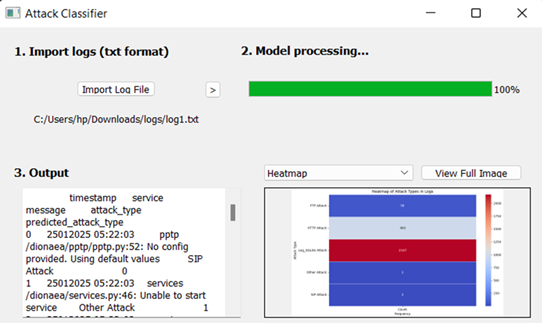 Attack Classifier
1. Import logs (txt format)
2. Model processing...
Import Log File
>
100%
C:/Users/hp/Downloads/logs/log1.txt
3. Output
Heatmap
View Full Image
timestamp service
message attack_type
predicted_attack_type
0 25012025 05:22:03 pptp
/dionaea/pptp/pptp.py:52: No config
provided. Using default values SIP
Attack 0
1 25012025 05:22:03 services
/dionaea/services.py:46: Unable to start
service Other Attack 1
Heatmap of Attack Types in Logs
Attack Type
FTP Attack
HTTP Attack
Other Attack
SIP Attack
Count
Frequency